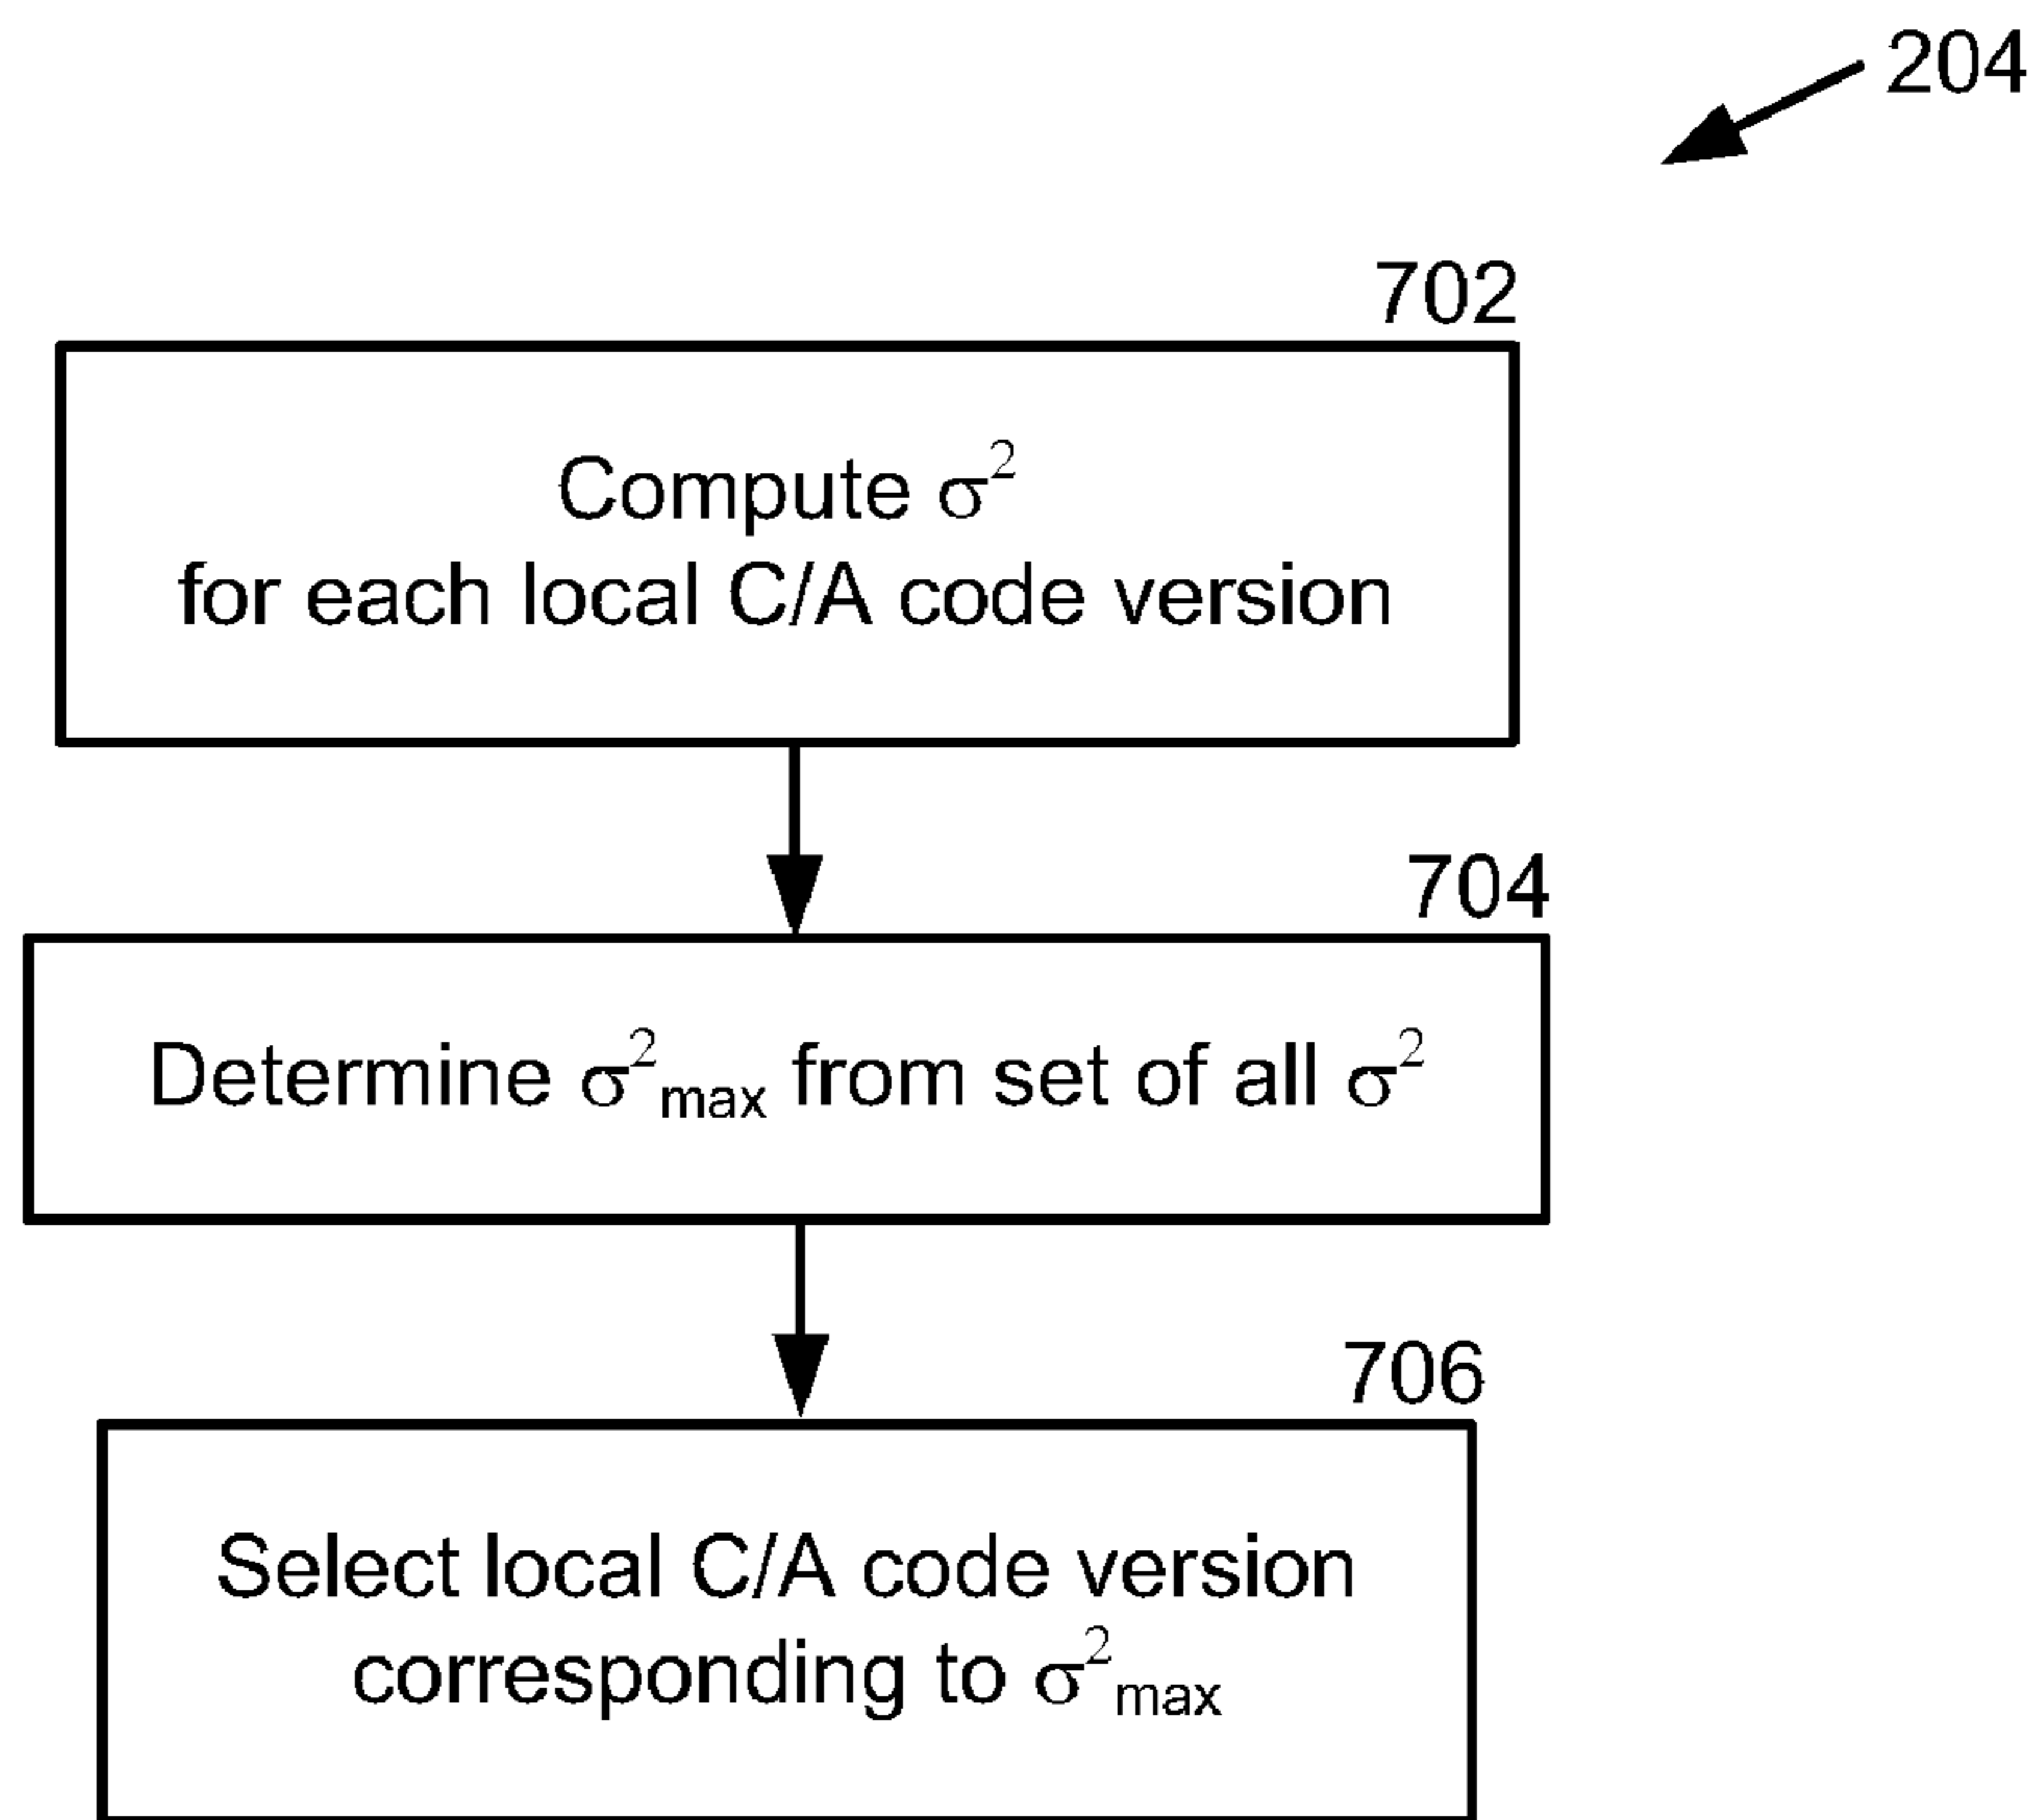 204
702
Compute σ²
for each local C/A code version
704
Determine σ²max from set of all σ²
706
Select local C/A code version
corresponding to σ²max